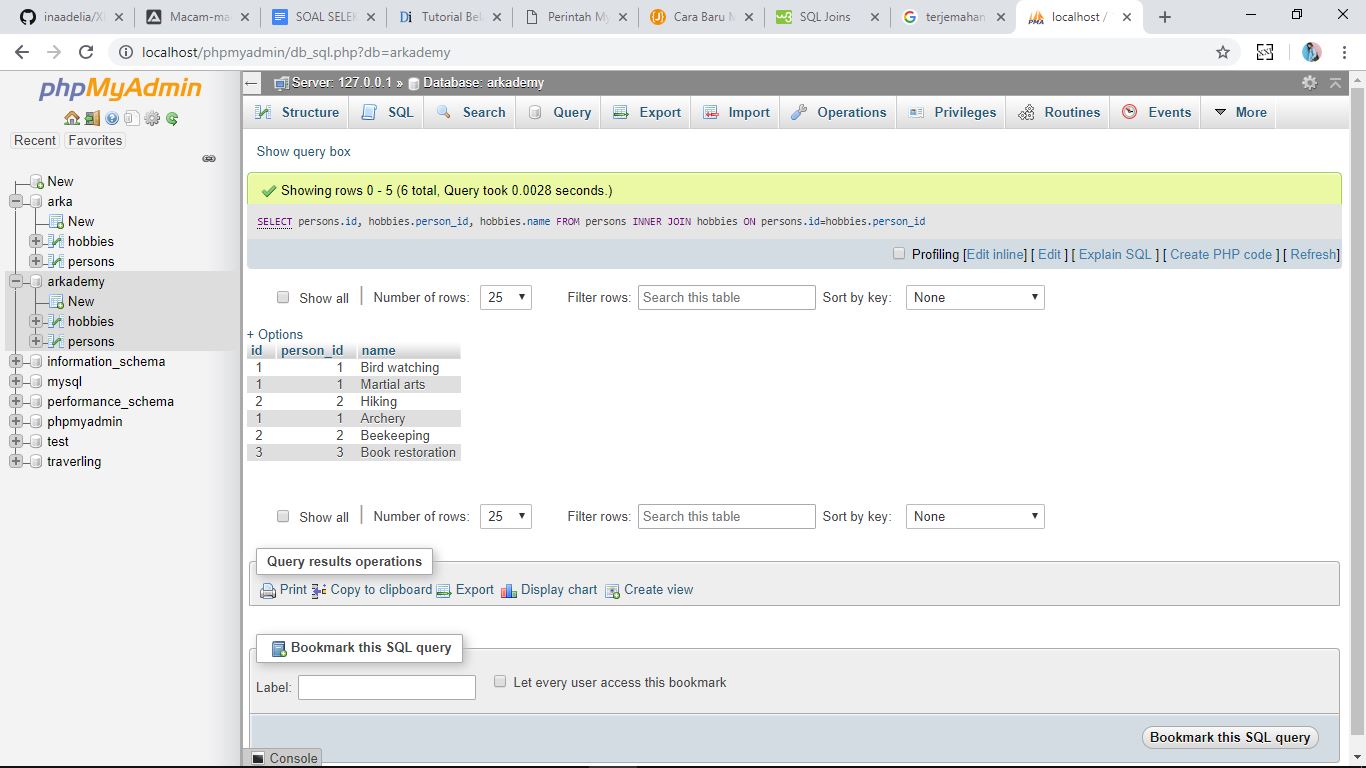 inaadelia/XI
Macam-ma
SOAL SELEK
Tutorial Bel
Perintah My
Cara Baru M
SQL Joins
terjemahan
localhost /
localhost/phpmyadmin/db_sql.php?db=arkademy
phpMyAdmin
Recent Favorites
New
arka
New
hobbies
persons
arkademy
New
hobbies
persons
information_schema
mysql
performance_schema
phpmyadmin
test
traverling
Server: 127.0.0.1 » Database: arkademy
Structure SQL Search Query Export Import Operations Privileges Routines Events More
Show query box
Showing rows 0 - 5 (6 total, Query took 0.0028 seconds.)
SELECT persons.id, hobbies.person_id, hobbies.name FROM persons INNER JOIN hobbies ON persons.id=hobbies.person_id
Profiling [Edit inline] [ Edit ] [ Explain SQL ] [ Create PHP code ] [ Refresh]
Show all | Number of rows: 25 Filter rows: Search this table Sort by key: None
+ Options
id person_id name
1 1 Bird watching
1 1 Martial arts
2 2 Hiking
1 1 Archery
2 2 Beekeeping
3 3 Book restoration
Show all | Number of rows: 25 Filter rows: Search this table Sort by key: None
Query results operations
Print Copy to clipboard Export Display chart Create view
Bookmark this SQL query
Label: Let every user access this bookmark
Bookmark this SQL query
Console